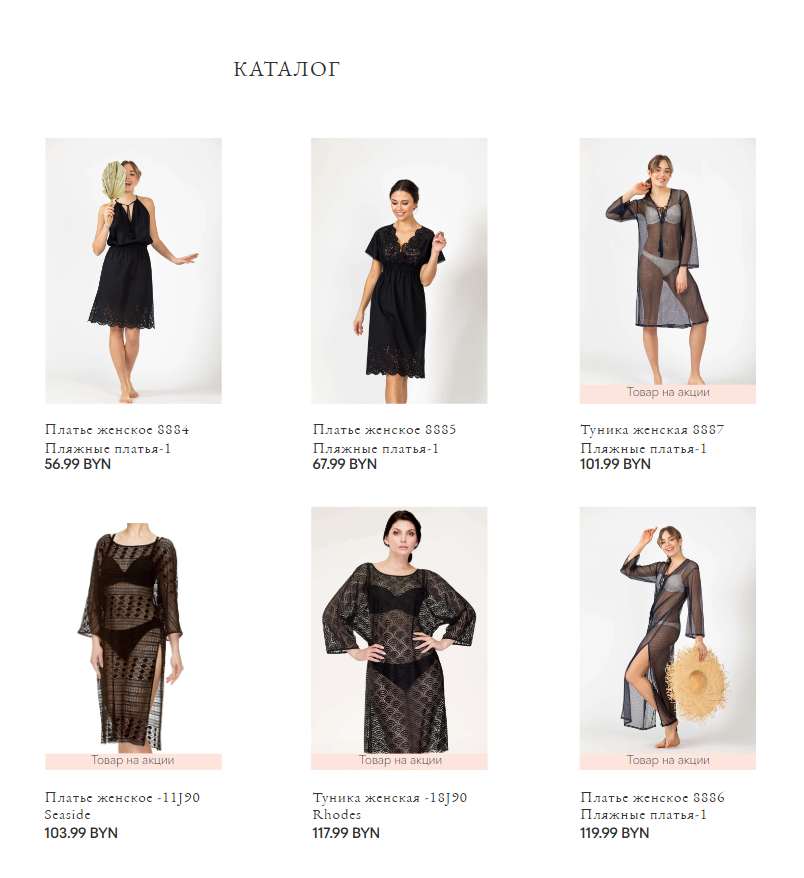 КАТАЛОГ
Платье женское 8884
Пляжные платья-1
56.99 BYN
Платье женское 8885
Пляжные платья-1
67.99 BYN
Товар на акции
Туника женская 8887
Пляжные платья-1
101.99 BYN
Товар на акции
Платье женское -11J90
Seaside
103.99 BYN
Товар на акции
Туника женская -18J90
Rhodes
117.99 BYN
Товар на акции
Платье женское 8886
Пляжные платья-1
119.99 BYN